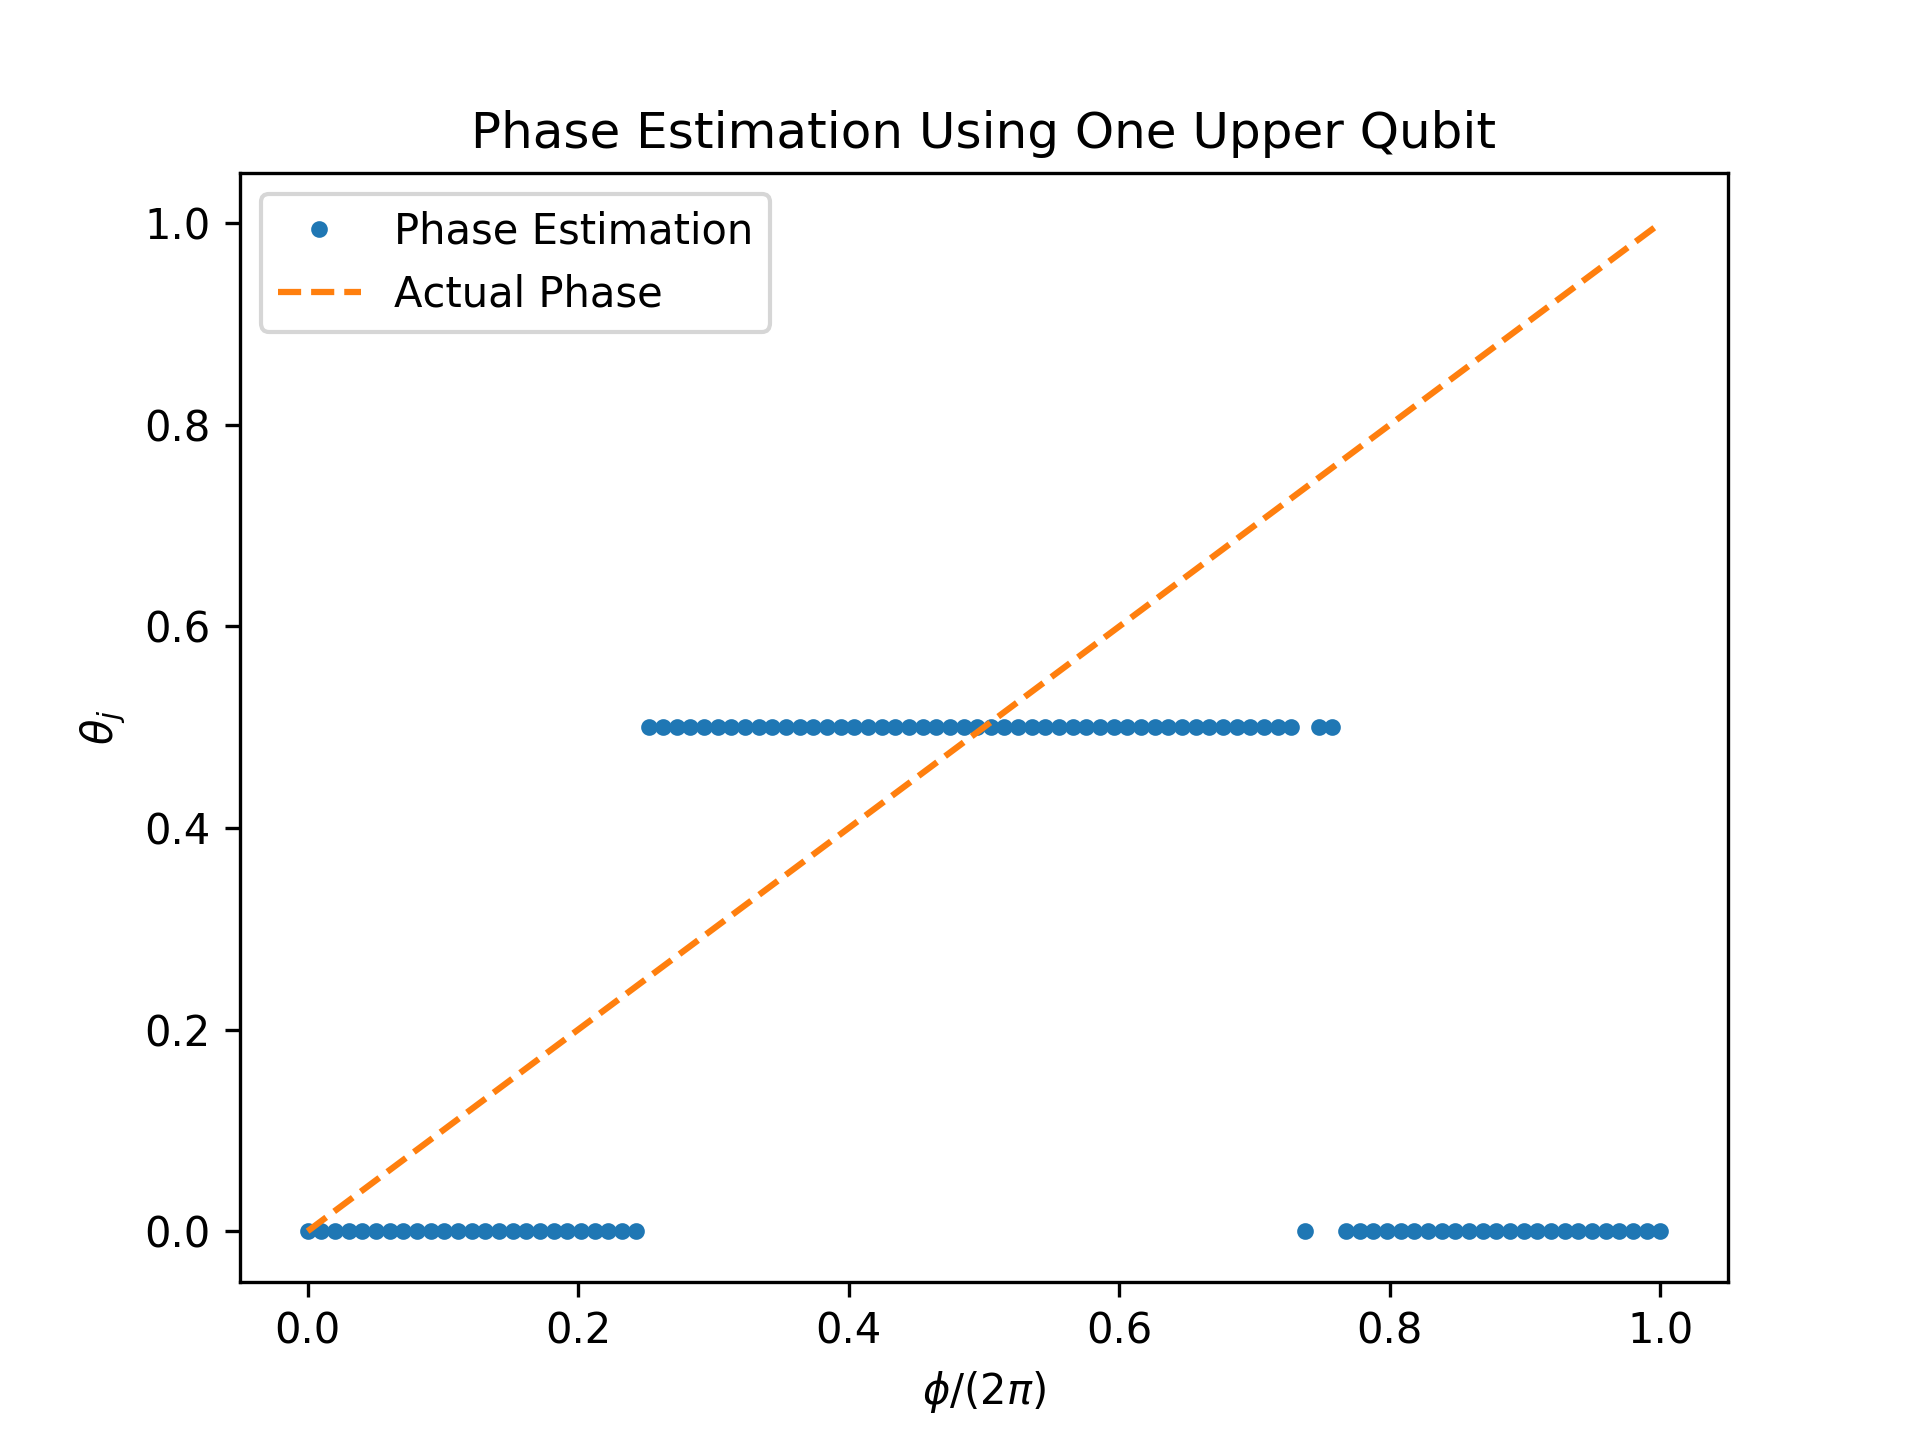 Phase Estimation Using One Upper Qubit
Phase Estimation
Actual Phase
1.0
0.8
0.6
0.4
0.2
0.0
θj
0.0 0.2 0.4 0.6 0.8 1.0
ϕ/(2π)